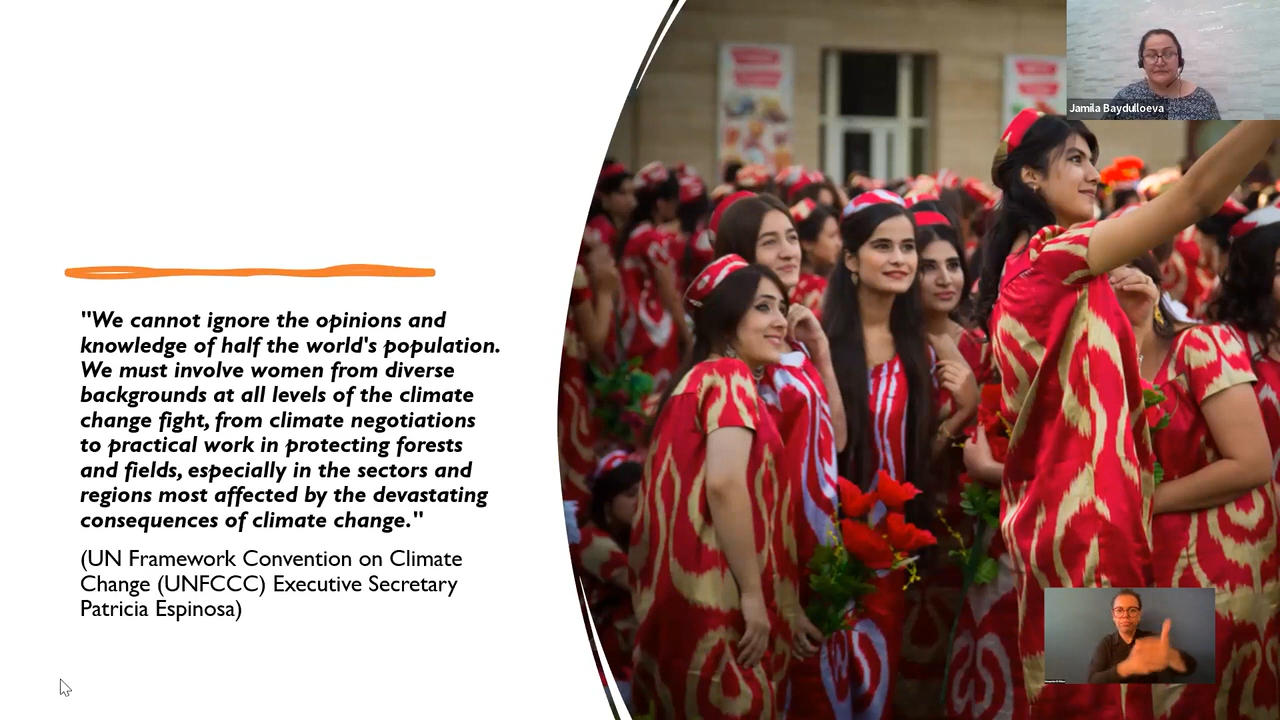 "We cannot ignore the opinions and
knowledge of half the world's population.
We must involve women from diverse
backgrounds at all levels of the climate
change fight, from climate negotiations
to practical work in protecting forests
and fields, especially in the sectors and
regions most affected by the devastating
consequences of climate change."
(UN Framework Convention on Climate
Change (UNFCCC) Executive Secretary
Patricia Espinosa)
Jamila Baydulloeva